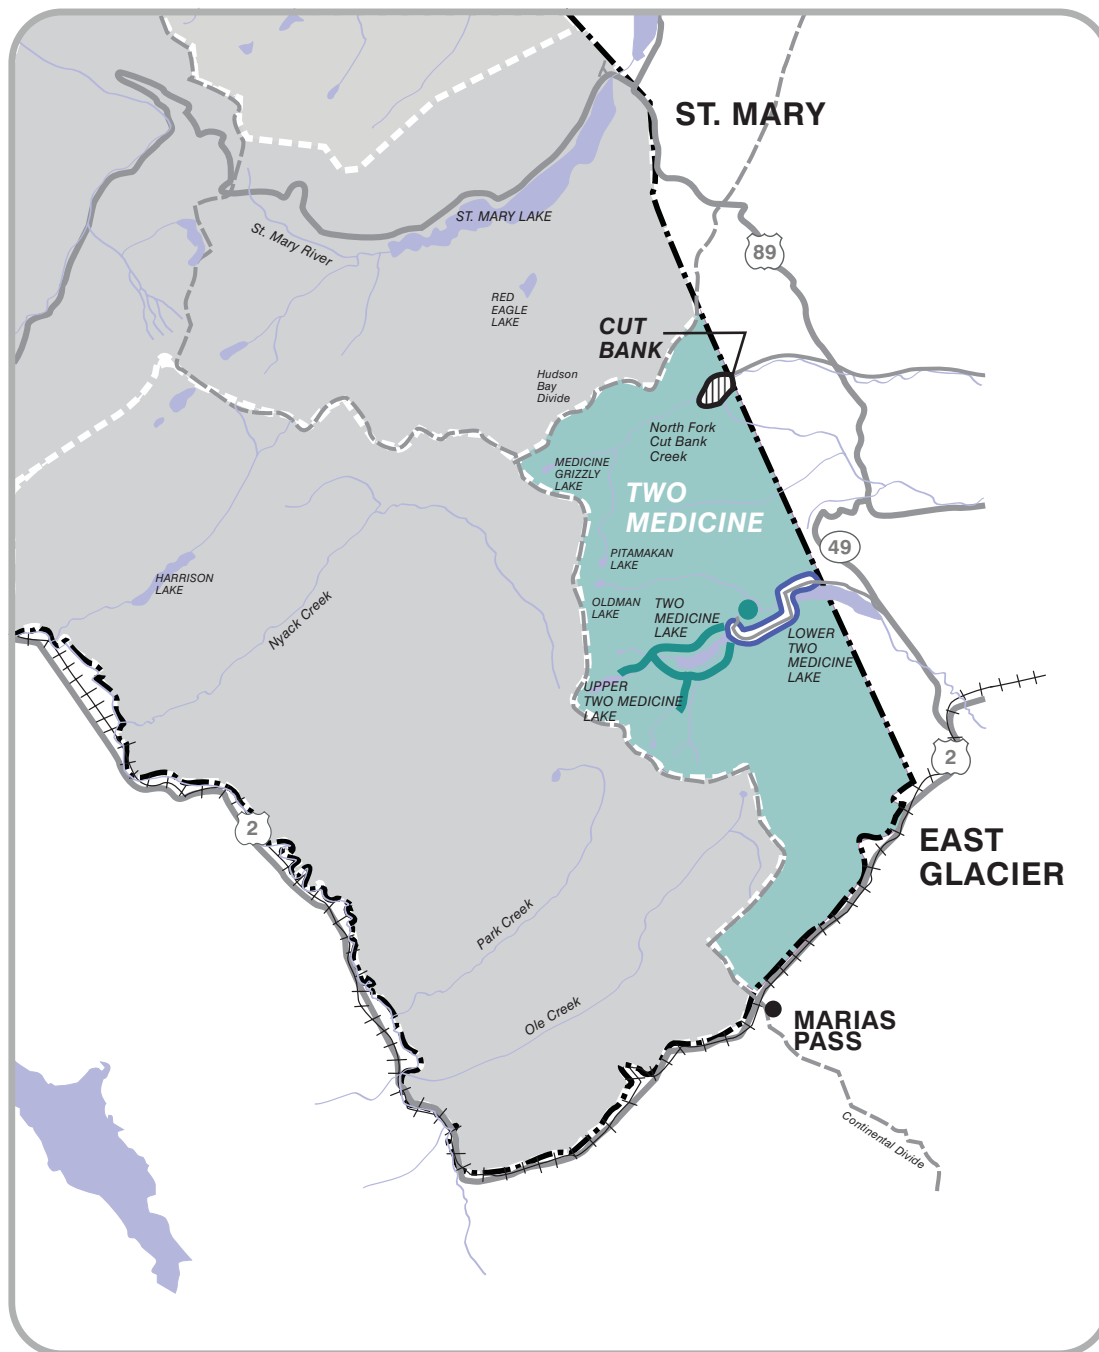 ST. MARY
ST. MARY LAKE
St. Mary River
89
RED
EAGLE
LAKE
CUT
BANK
Hudson
Bay
Divide
North Fork
Cut Bank
Creek
MEDICINE
GRIZZLY
LAKE
TWO
MEDICINE
49
PITAMAKAN
LAKE
HARRISON
LAKE
Nyack Creek
OLDMAN
LAKE
TWO
MEDICINE
LAKE
LOWER
TWO
MEDICINE
LAKE
UPPER
TWO MEDICINE
LAKE
2
2
EAST
GLACIER
Park Creek
Ole Creek
MARIAS
PASS
Continental Divide